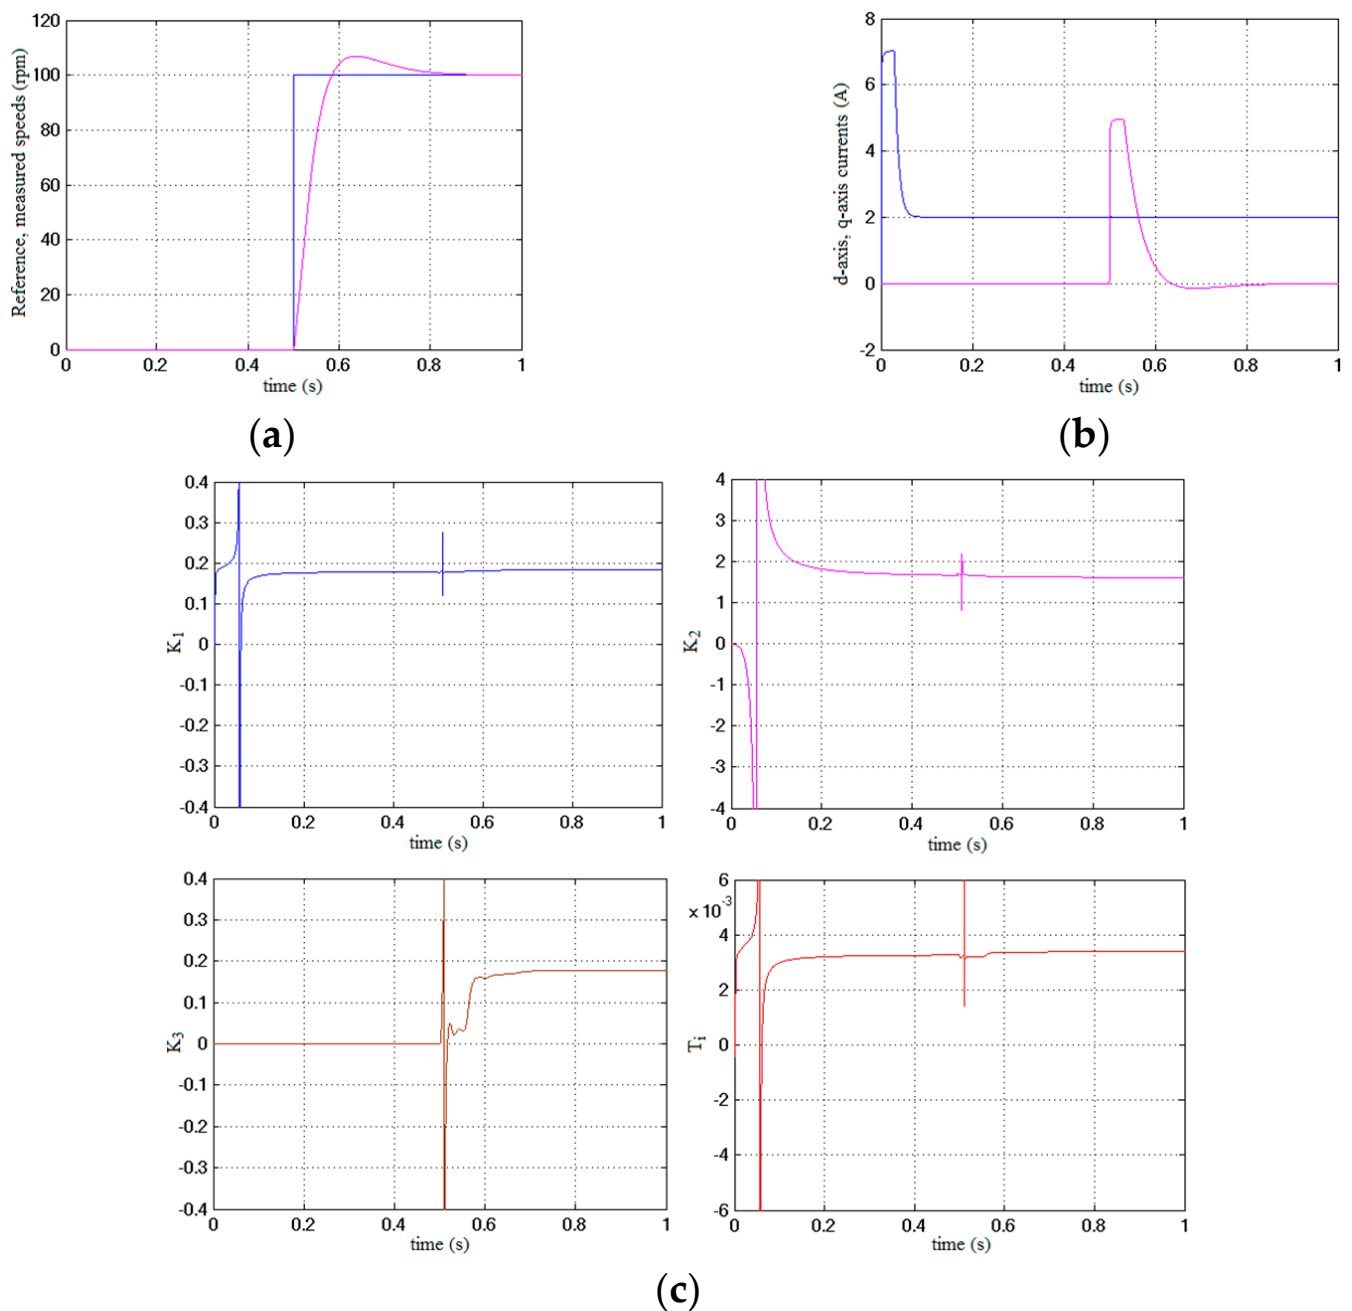 120
100
80
60
40
20
0
Reference, measured speeds (rpm)
0 0.2 0.4 0.6 0.8 1
time (s)
(a)
8
6
4
2
0
-2
d-axis, q-axis currents (A)
0 0.2 0.4 0.6 0.8 1
time (s)
(b)
0.4
0.3
0.2
0.1
0
-0.1
-0.2
-0.3
-0.4
K1
0 0.2 0.4 0.6 0.8 1
time (s)
4
3
2
1
0
-1
-2
-3
-4
K2
0 0.2 0.4 0.6 0.8 1
time (s)
0.4
0.3
0.2
0.1
0
-0.1
-0.2
-0.3
-0.4
K3
0 0.2 0.4 0.6 0.8 1
time (s)
6
× 10-3
4
2
0
-2
-4
-6
Ti
0 0.2 0.4 0.6 0.8 1
time (s)
(c)